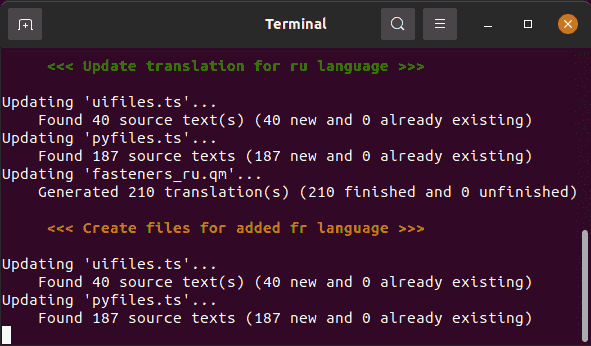 Terminal
<<< Update translation for ru language >>>
Updating 'uifiles.ts'...
Found 40 source text(s) (40 new and 0 already existing)
Updating 'pyfiles.ts'...
Found 187 source texts (187 new and 0 already existing)
Updating 'fasteners_ru.qm'...
Generated 210 translation(s) (210 finished and 0 unfinished)
<<< Create files for added fr language >>>
Updating 'uifiles.ts'...
Found 40 source text(s) (40 new and 0 already existing)
Updating 'pyfiles.ts'...
Found 187 source texts (187 new and 0 already existing)